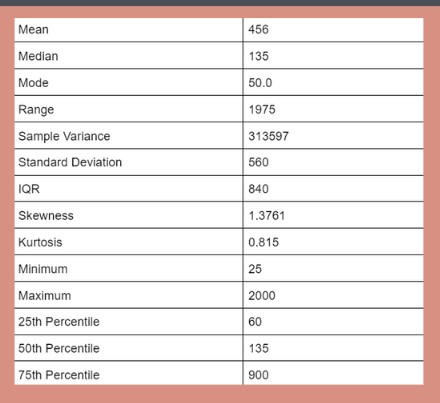 Mean 456
Median 135
Mode 50.0
Range 1975
Sample Variance 313597
Standard Deviation 560
IQR 840
Skewness 1.3761
Kurtosis 0.815
Minimum 25
Maximum 2000
25th Percentile 60
50th Percentile 135
75th Percentile 900